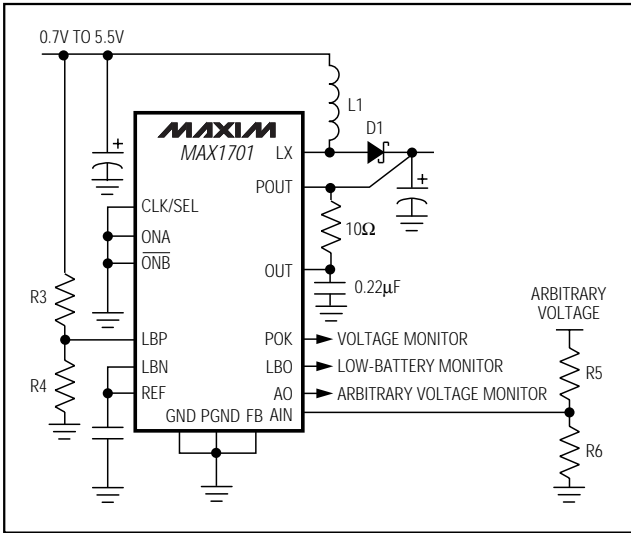 0.7V TO 5.5V
L1
D1
MAXIM
MAX1701
LX
POUT
CLK/SEL
ONA
10Ω
ONB
OUT
0.22µF
R3
ARBITRARY
VOLTAGE
LBP
POK
VOLTAGE MONITOR
LBN
LBO
LOW-BATTERY MONITOR
R5
R4
REF
AO
ARBITRARY VOLTAGE MONITOR
GND PGND FB AIN
R6